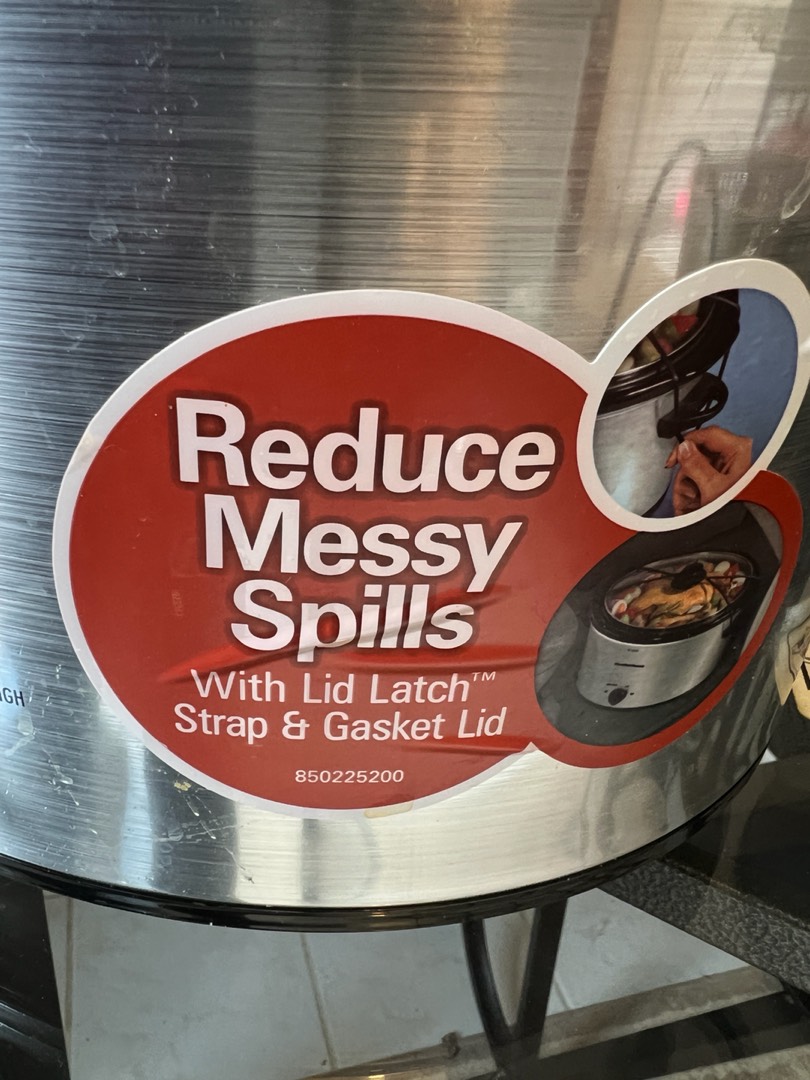 Reduce
Messy
Spills
With Lid Latch™
Strap & Gasket Lid
850225200